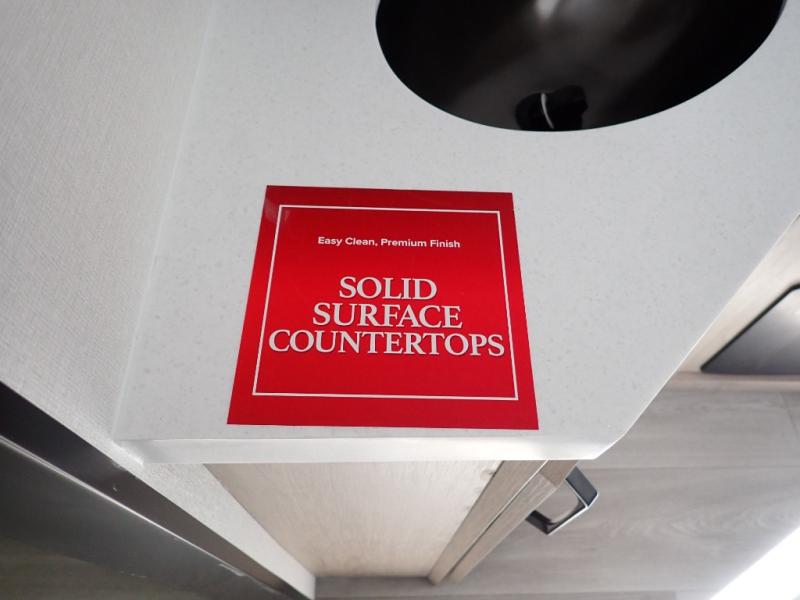 Easy Clean, Premium Finish
SOLID
SURFACE
COUNTERTOPS